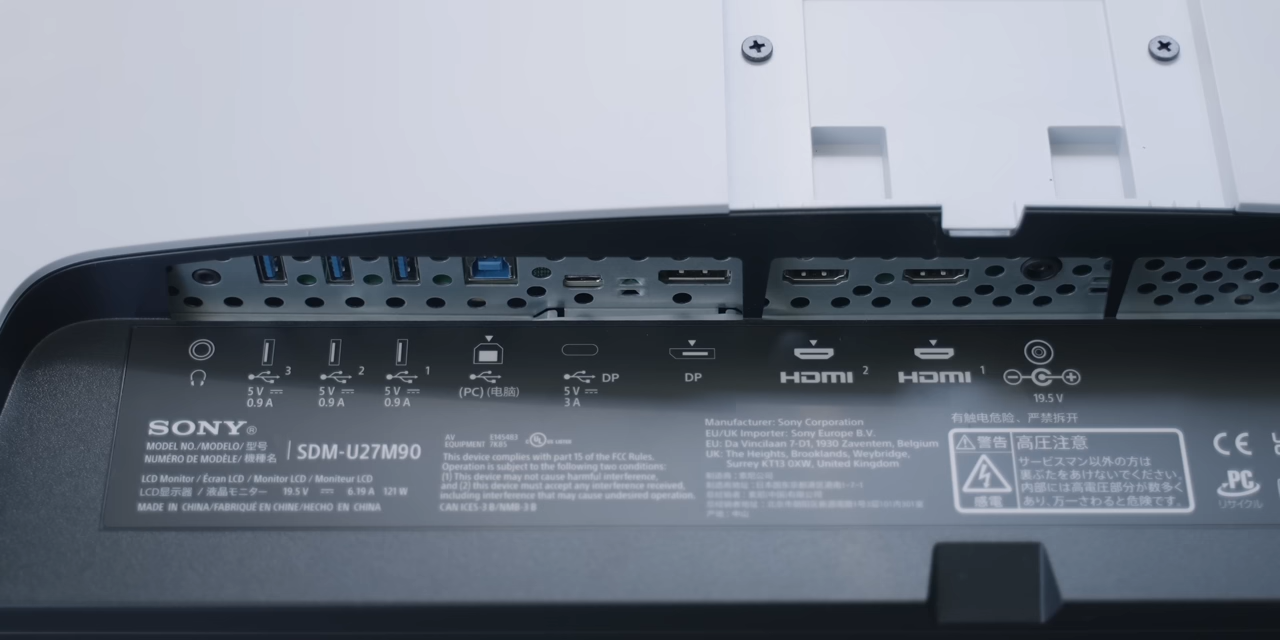 3
2
1
5 V
0.9 A
5 V
0.9 A
5 V
0.9 A
(PC) (电脑)
DP
5 V
3 A
DP
HDMI 2
HDMI 1
19.5 V
SONY®
MODEL NO./MODELO/ 型号
NUMÉRO DE MODÈLE/ 機種名
SDM-U27M90
LCD Monitor / Écran LCD / Monitor LCD / Moniteur LCD
LCD显示器 / 液晶モニター 19.5 V 6.19 A 121 W
MADE IN CHINA/FABRIQUÉ EN CHINE/HECHO EN CHINA
AV
EQUIPMENT
This device complies with part 15 of the FCC Rules.
Operation is subject to the following two conditions:
(1) This device may not cause harmful interference,
and (2) this device must accept any interference received,
including interference that may cause undesired operation.
CAN ICES-3 B/NMB-3 B
Manufacturer: Sony Corporation
EU/UK Importer: Sony Europe B.V.
EU: Da Vincilaan 7-D1, 1930 Zaventem, Belgium
UK: The Heights, Brooklands, Weybridge,
Surrey KT13 0XW, United Kingdom
有触电危险、严禁拆开
警告
感電
高圧注意
サービスマン以外の方は
裏ぶたをあけないでください。
内部には高電圧部分が数多く
あり、万一さわると危険です。
CE
PC
リサイクル